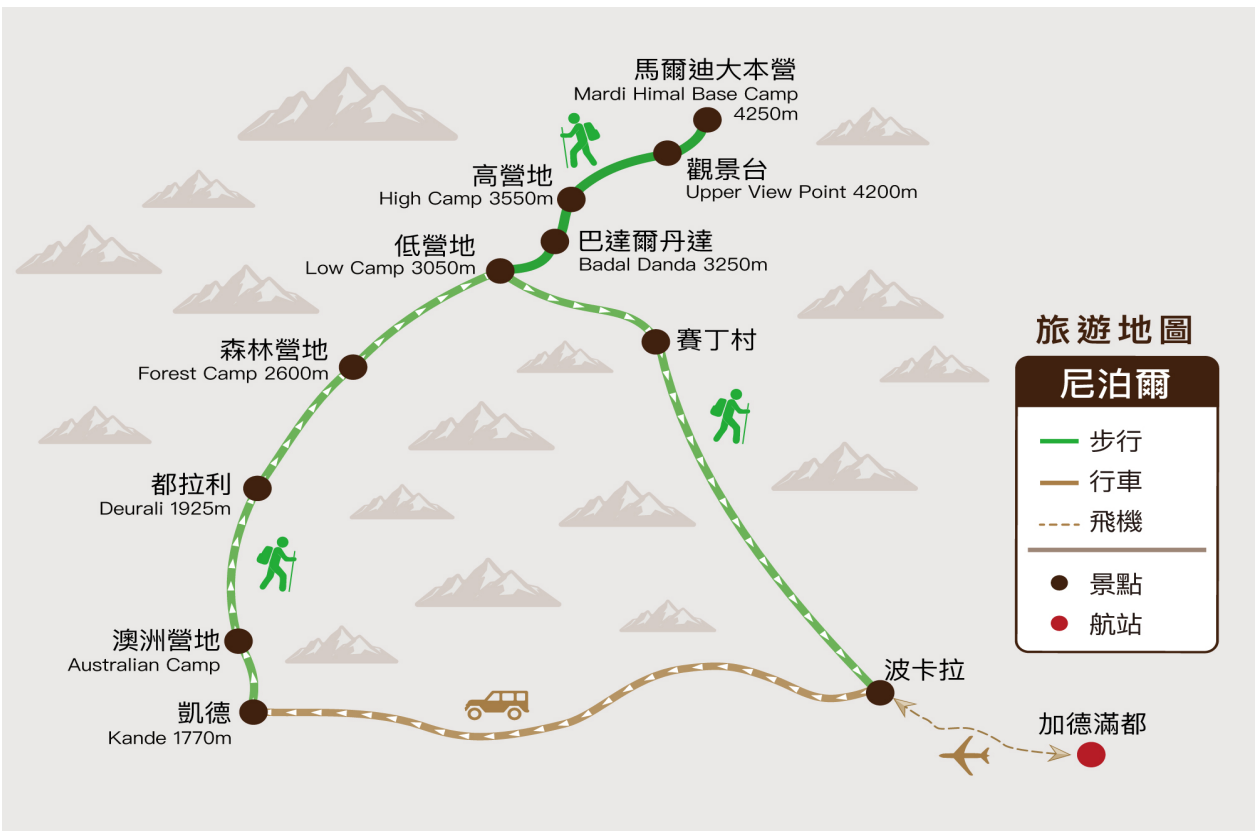 馬爾迪大本營
Mardi Himal Base Camp
4250m
觀景台
Upper View Point 4200m
高營地
High Camp 3550m
巴達爾丹達
Badal Danda 3250m
低營地
Low Camp 3050m
賽丁村
森林營地
Forest Camp 2600m
都拉利
Deurali 1925m
澳洲營地
Australian Camp
凱德
Kande 1770m
波卡拉
加德滿都
旅遊地圖
尼泊爾
步行
行車
飛機
景點
航站